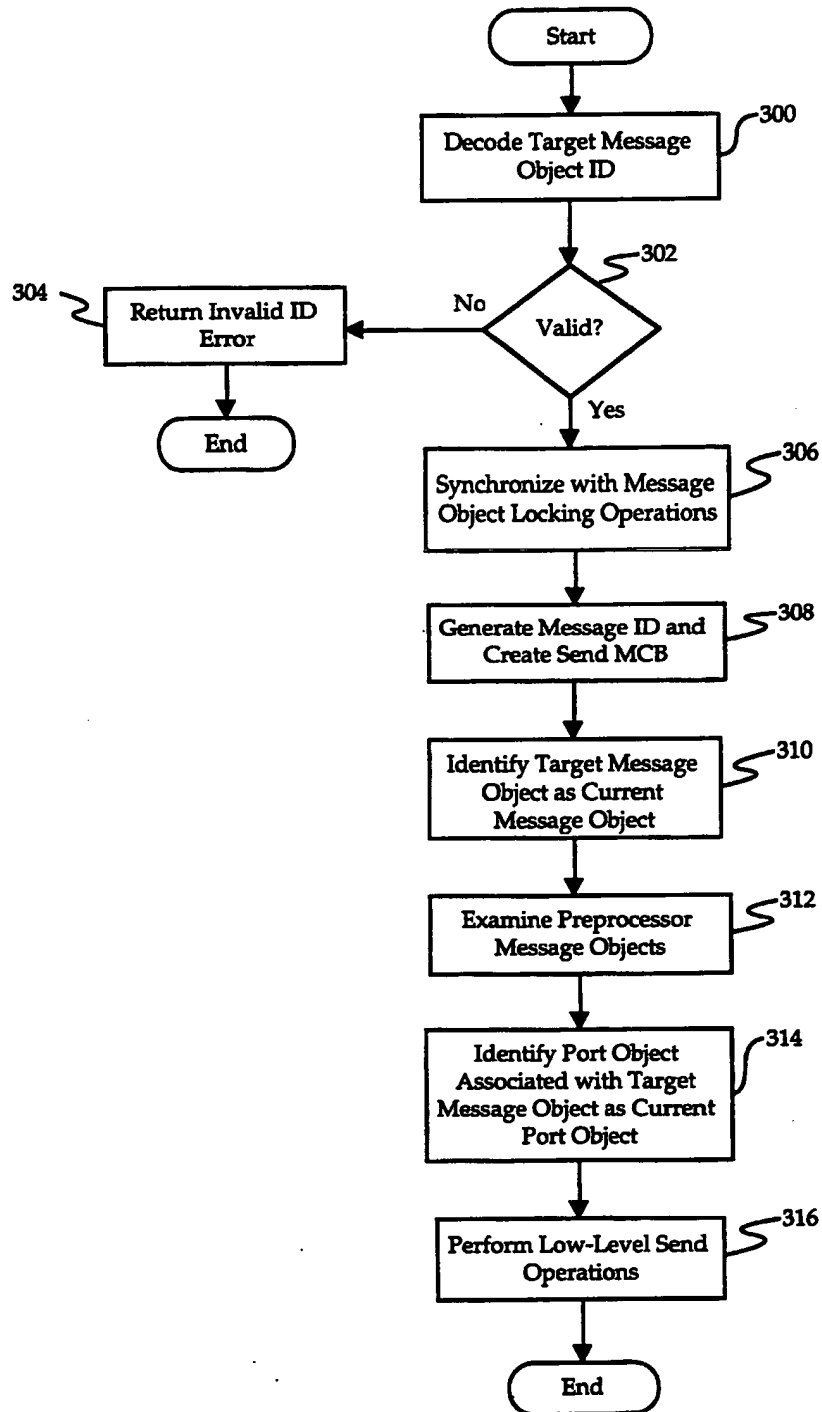 Start
300
Decode Target Message
Object ID
302
Valid?
No
Yes
304
Return Invalid ID
Error
End
306
Synchronize with Message
Object Locking Operations
308
Generate Message ID and
Create Send MCB
310
Identify Target Message
Object as Current
Message Object
312
Examine Preprocessor
Message Objects
314
Identify Port Object
Associated with Target
Message Object as Current
Port Object
316
Perform Low-Level Send
Operations
End